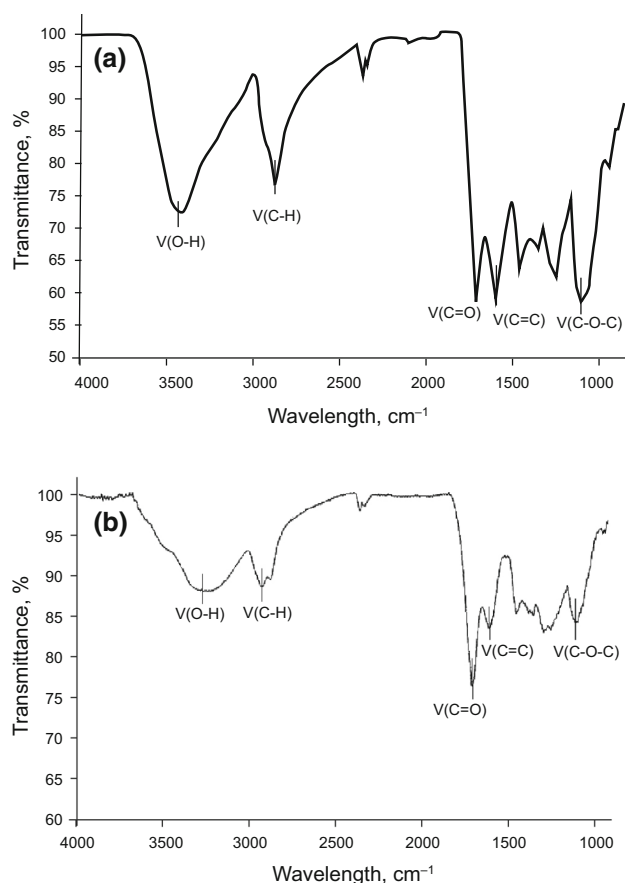 (a)
Transmittance, %
100
95
90
85
80
75
70
65
60
55
50
V(O-H)
V(C-H)
V(C=O)
V(C=C)
V(C-O-C)
4000 3500 3000 2500 2000 1500 1000
Wavelength, cm⁻¹
(b)
Transmittance, %
100
95
90
85
80
75
70
65
60
V(O-H)
V(C-H)
V(C=C)
V(C-O-C)
V(C=O)
4000 3500 3000 2500 2000 1500 1000
Wavelength, cm⁻¹